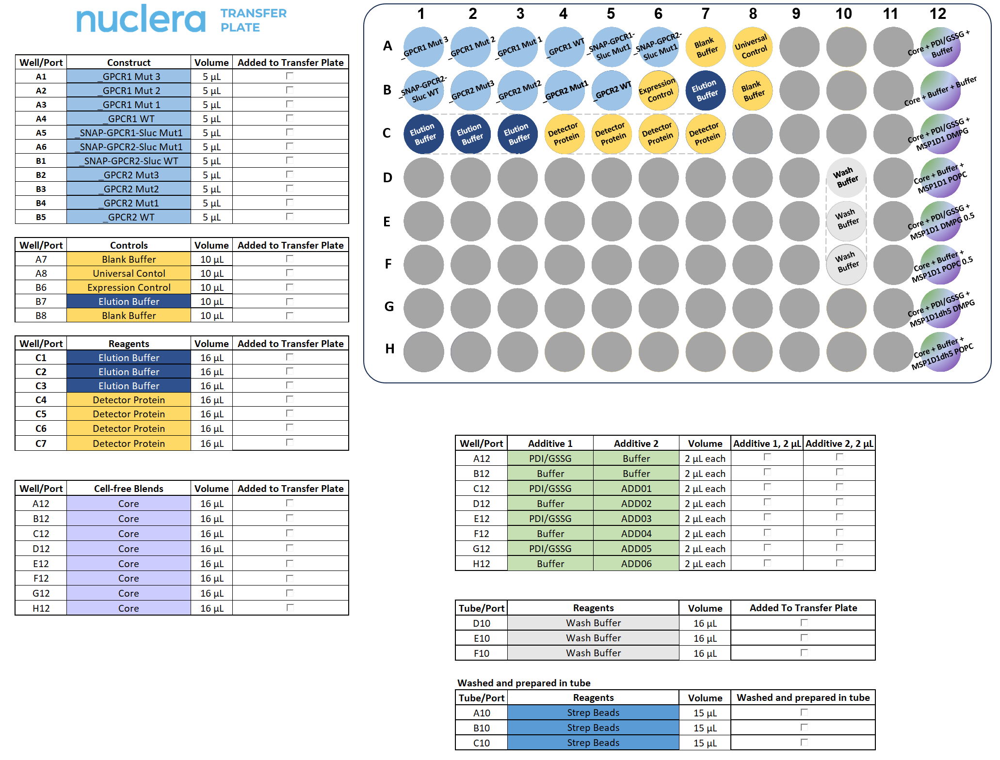 nuclera TRANSFER
PLATE
Well/Port Construct Volume Added to Transfer Plate
A1 _GPCR1 Mut 3 5 µL
A2 _GPCR1 Mut 2 5 µL
A3 _GPCR1 Mut 1 5 µL
A4 _GPCR1 WT 5 µL
A5 _SNAP-GPCR1-Sluc Mut1 5 µL
A6 _SNAP-GPCR2-Sluc Mut1 5 µL
B1 _SNAP-GPCR2-Sluc WT 5 µL
B2 _GPCR2 Mut3 5 µL
B3 _GPCR2 Mut2 5 µL
B4 _GPCR2 Mut1 5 µL
B5 _GPCR2 WT 5 µL
Well/Port Controls Volume Added to Transfer Plate
A7 Blank Buffer 10 µL
A8 Universal Contol 10 µL
B6 Expression Control 10 µL
B7 Elution Buffer 10 µL
B8 Blank Buffer 10 µL
Well/Port Reagents Volume Added to Transfer Plate
C1 Elution Buffer 16 µL
C2 Elution Buffer 16 µL
C3 Elution Buffer 16 µL
C4 Detector Protein 16 µL
C5 Detector Protein 16 µL
C6 Detector Protein 16 µL
C7 Detector Protein 16 µL
Well/Port Cell-free Blends Volume Added to Transfer Plate
A12 Core 16 µL
B12 Core 16 µL
C12 Core 16 µL
D12 Core 16 µL
E12 Core 16 µL
F12 Core 16 µL
G12 Core 16 µL
H12 Core 16 µL
1 2 3 4 5 6 7 8 9 10 11 12
A
_GPCR1 Mut 3
_GPCR1 Mut 2
_GPCR1 Mut 1
_GPCR1 WT
_SNAP-GPCR1-
Sluc Mut1
_SNAP-GPCR2-
Sluc Mut1
Blank
Buffer
Universal
Control
Core + PDI/GSSG +
Buffer
B
_SNAP-GPCR2-
Sluc WT
_GPCR2 Mut3
_GPCR2 Mut2
_GPCR2 Mut1
_GPCR2 WT
Expression
Control
Elution
Buffer
Blank
Buffer
Core + Buffer + Buffer
C
Elution
Buffer
Elution
Buffer
Elution
Buffer
Detector
Protein
Detector
Protein
Detector
Protein
Detector
Protein
Core + PDI/GSSG +
MSP1D1 DMPG
D
Wash
Buffer
Core + Buffer +
MSP1D1 POPC
E
Wash
Buffer
Core + PDI/GSSG +
MSP1D1 DMPG 0.5
F
Wash
Buffer
Core + Buffer +
MSP1D1 POPC 0.5
G
Core + PDI/GSSG +
MSP1D1dh5 DMPG
H
Core + Buffer +
MSP1D1dh5 POPC
Well/Port Additive 1 Additive 2 Volume Additive 1, 2 µL Additive 2, 2 µL
A12 PDI/GSSG Buffer 2 µL each
B12 Buffer Buffer 2 µL each
C12 PDI/GSSG ADD01 2 µL each
D12 Buffer ADD02 2 µL each
E12 PDI/GSSG ADD03 2 µL each
F12 Buffer ADD04 2 µL each
G12 PDI/GSSG ADD05 2 µL each
H12 Buffer ADD06 2 µL each
Tube/Port Reagents Volume Added To Transfer Plate
D10 Wash Buffer 16 µL
E10 Wash Buffer 16 µL
F10 Wash Buffer 16 µL
Washed and prepared in tube
Tube/Port Reagents Volume Washed and prepared in tube
A10 Strep Beads 15 µL
B10 Strep Beads 15 µL
C10 Strep Beads 15 µL